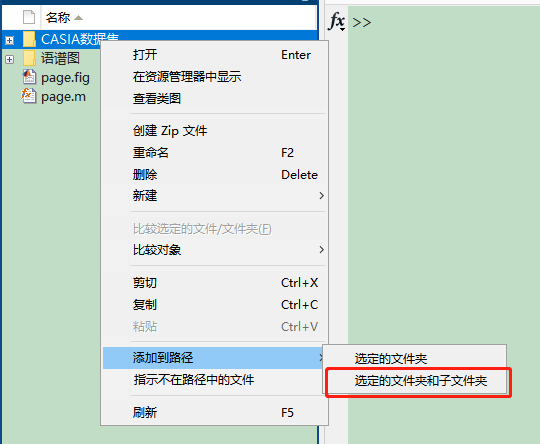 名称
fx >>
CASIA数据集
语谱图
page.fig
page.m
打开 Enter
在资源管理器中显示
查看类图
创建 Zip 文件
重命名 F2
删除 Delete
新建
比较选定的文件/文件夹(F)
比较对象
剪切 Ctrl+X
复制 Ctrl+C
粘贴 Ctrl+V
添加到路径
选定的文件夹
选定的文件夹和子文件夹
指示不在路径中的文件
刷新 F5